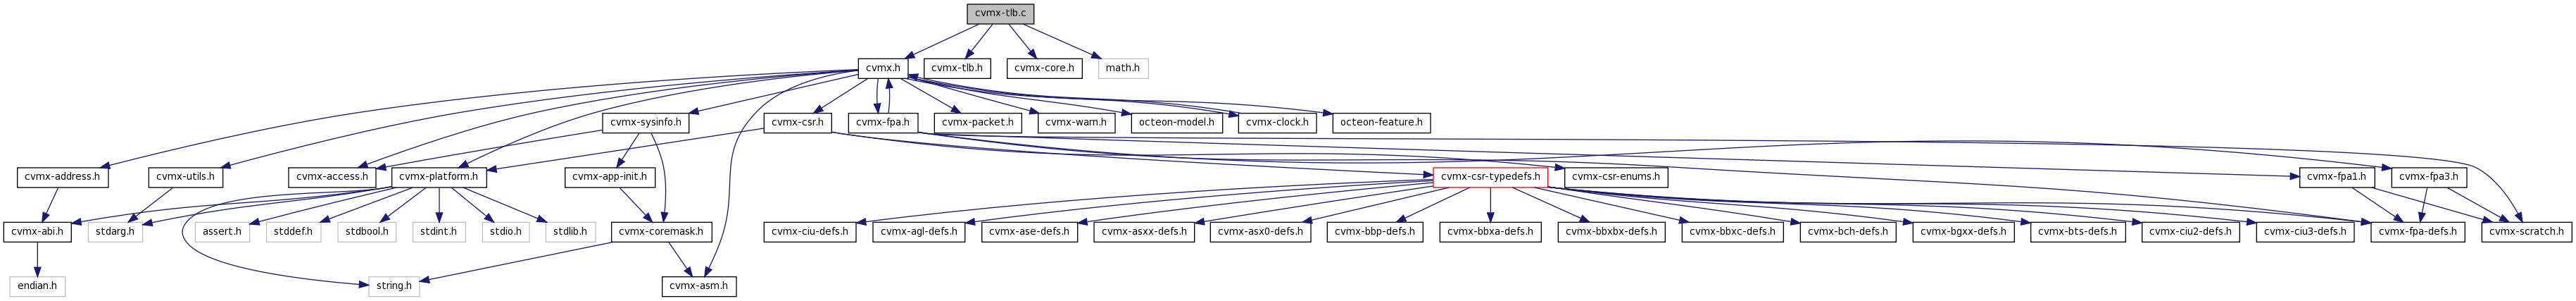 cvmx-tlb.c
cvmx.h
cvmx-tlb.h
cvmx-core.h
math.h
cvmx-sysinfo.h
cvmx-csr.h
cvmx-fpa.h
cvmx-packet.h
cvmx-warn.h
octeon-model.h
cvmx-clock.h
octeon-feature.h
cvmx-address.h
cvmx-utils.h
cvmx-access.h
cvmx-platform.h
cvmx-app-init.h
cvmx-csr-typedefs.h
cvmx-csr-enums.h
cvmx-fpa1.h
cvmx-fpa3.h
cvmx-abi.h
stdarg.h
assert.h
stddef.h
stdbool.h
stdint.h
stdio.h
stdlib.h
cvmx-coremask.h
cvmx-ciu-defs.h
cvmx-agl-defs.h
cvmx-ase-defs.h
cvmx-asxx-defs.h
cvmx-asx0-defs.h
cvmx-bbp-defs.h
cvmx-bbxa-defs.h
cvmx-bbxbx-defs.h
cvmx-bbxc-defs.h
cvmx-bch-defs.h
cvmx-bgxx-defs.h
cvmx-bts-defs.h
cvmx-ciu2-defs.h
cvmx-ciu3-defs.h
cvmx-fpa-defs.h
cvmx-scratch.h
endian.h
string.h
cvmx-asm.h